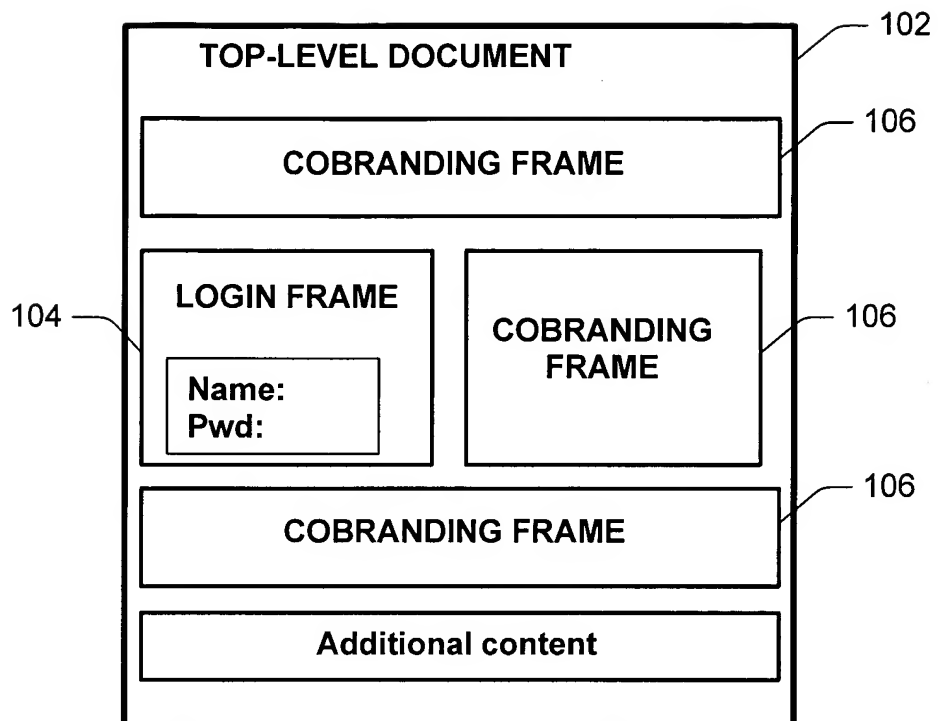 102
TOP-LEVEL DOCUMENT
106
COBRANDING FRAME
104
LOGIN FRAME
Name:
Pwd:
COBRANDING
FRAME
106
106
COBRANDING FRAME
Additional content